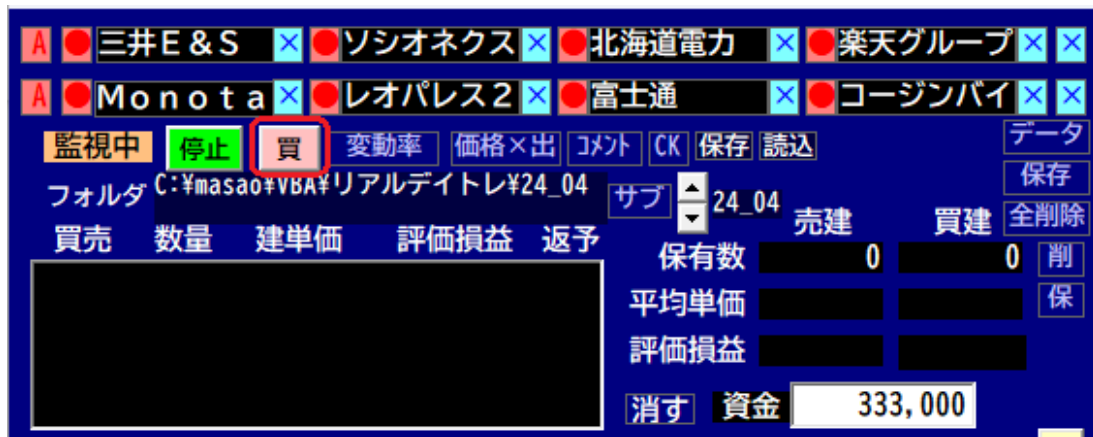 A 三井E＆S × ソシオネクス × 北海道電力 × 楽天グループ × ×
A Monota × レオパレス２ × 富士通 × コージンバイ × ×
監視中 停止 買 変動率 価格×出 ｺﾒﾝﾄ CK 保存 読込 データ
フォルダ C:¥masao¥VBA¥リアルデイトレ¥24_04 サブ 24_04 保存
買売 数量 建単価 評価損益 返予 売建 買建 全削除
保有数 0 0 削
平均単価 保
評価損益
消す 資金 333,000